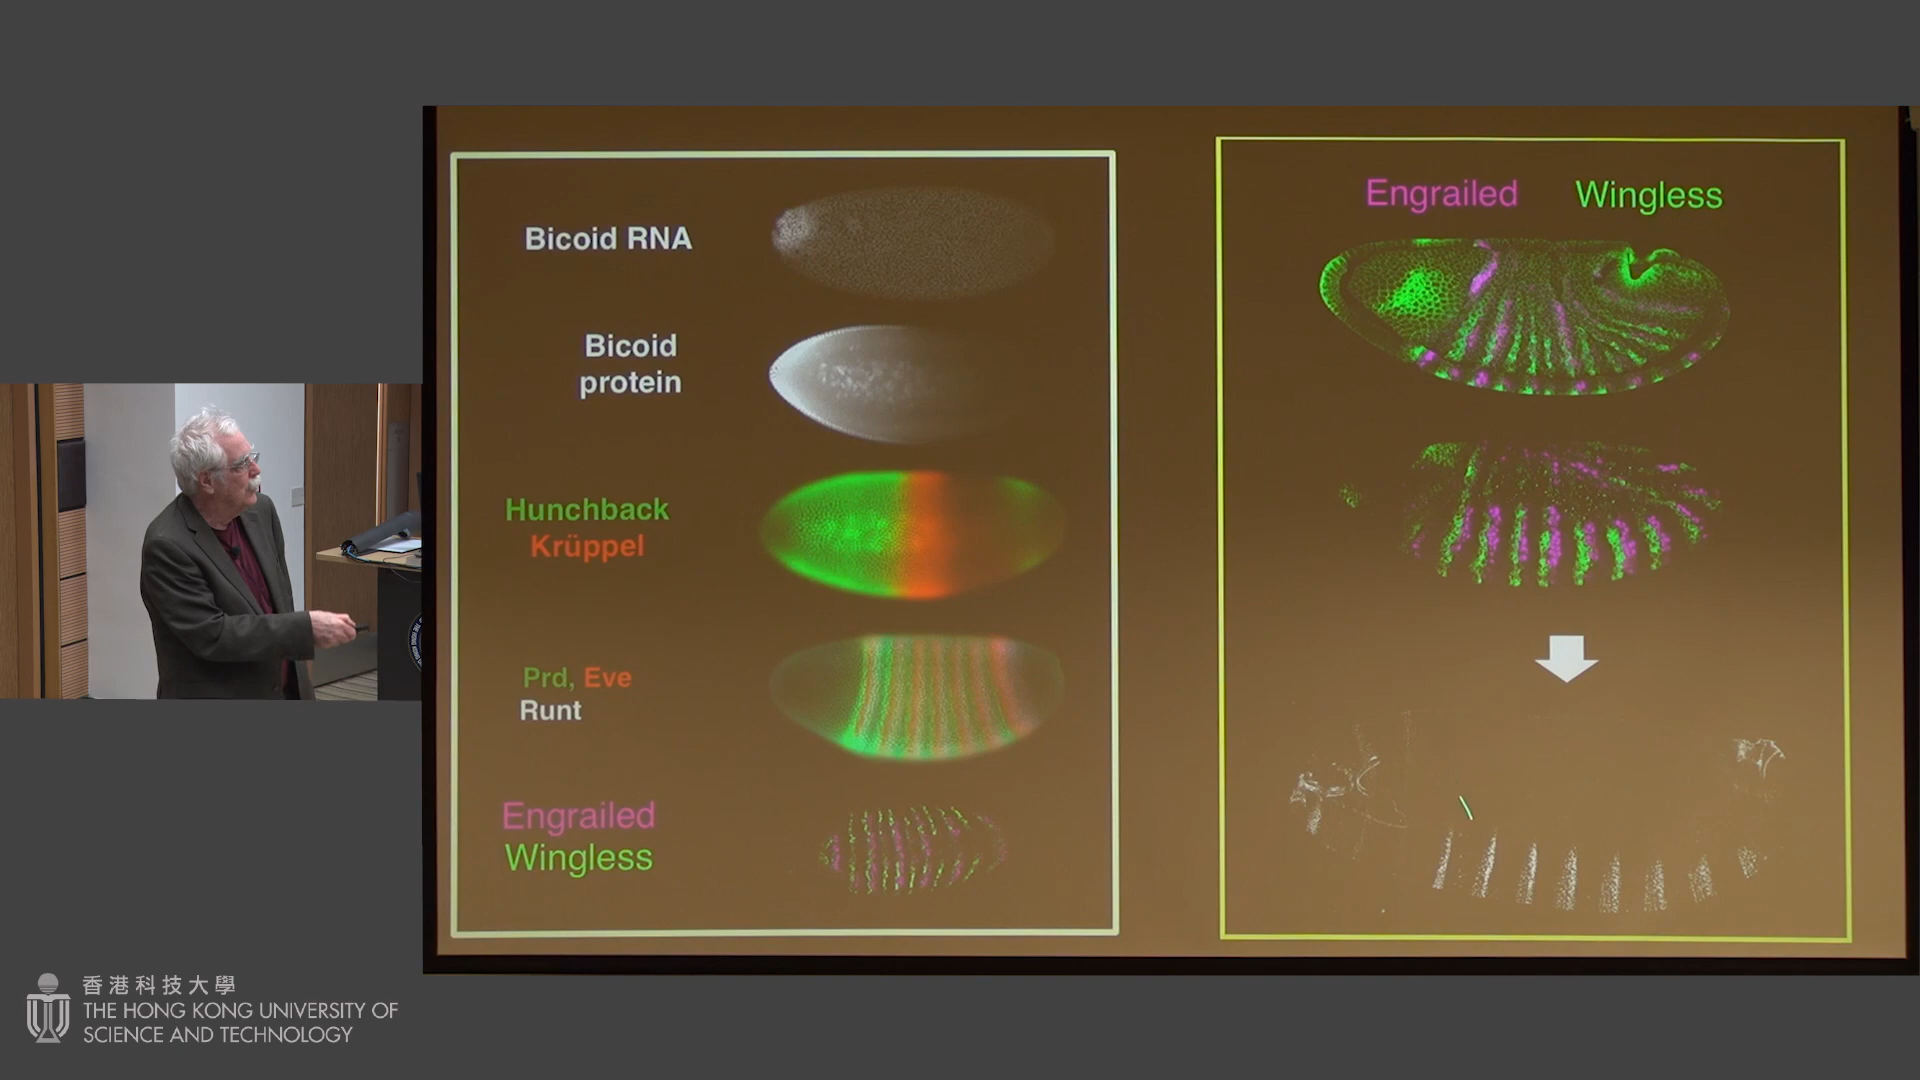 Bicoid RNA
Bicoid
protein
Hunchback
Krüppel
Prd, Eve
Runt
Engrailed
Wingless
Engrailed Wingless
香港科技大學
THE HONG KONG UNIVERSITY OF
SCIENCE AND TECHNOLOGY